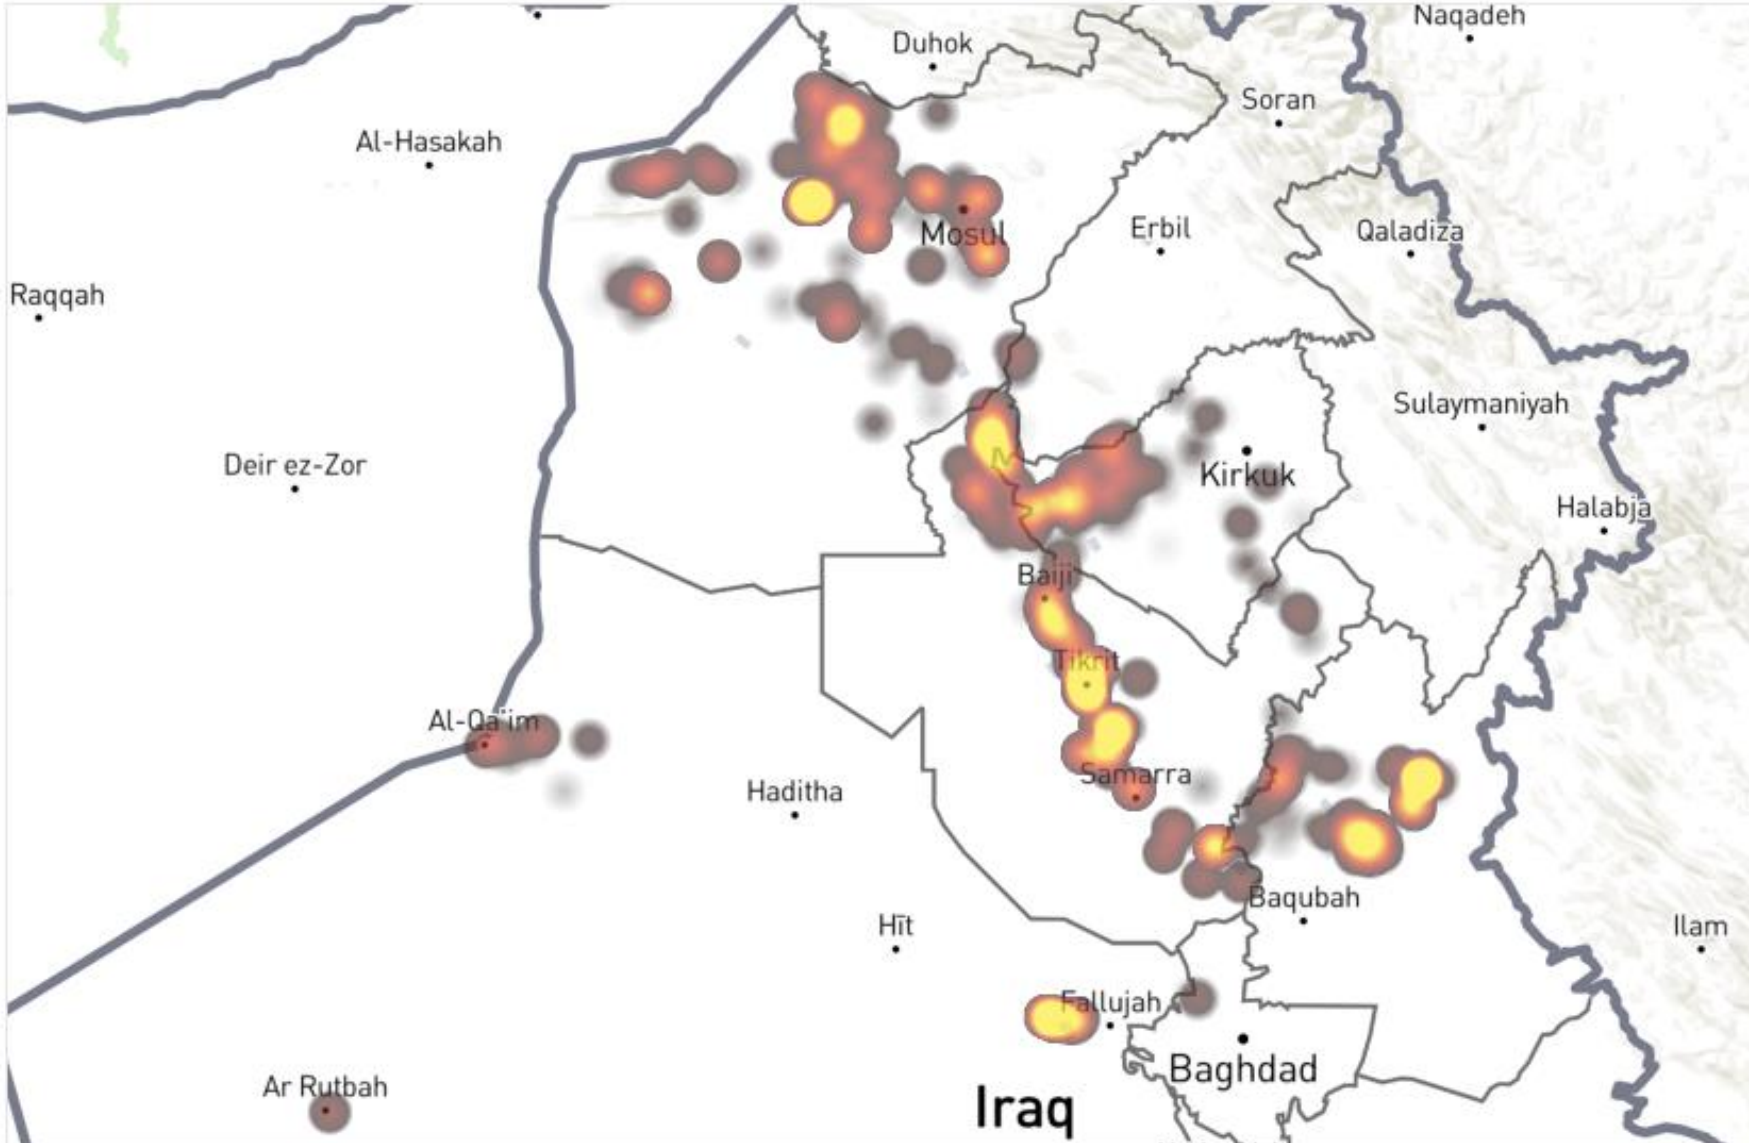 Naqadeh
Duhok
Soran
Al-Hasakah
Mosul
Erbil
Qaladiza
Raqqah
Sulaymaniyah
Deir ez-Zor
Kirkuk
Halabja
Baiji
Tikrit
Al-Qa'im
Samarra
Haditha
Baqubah
Hīt
Ilam
Fallujah
Baghdad
Ar Rutbah
Iraq